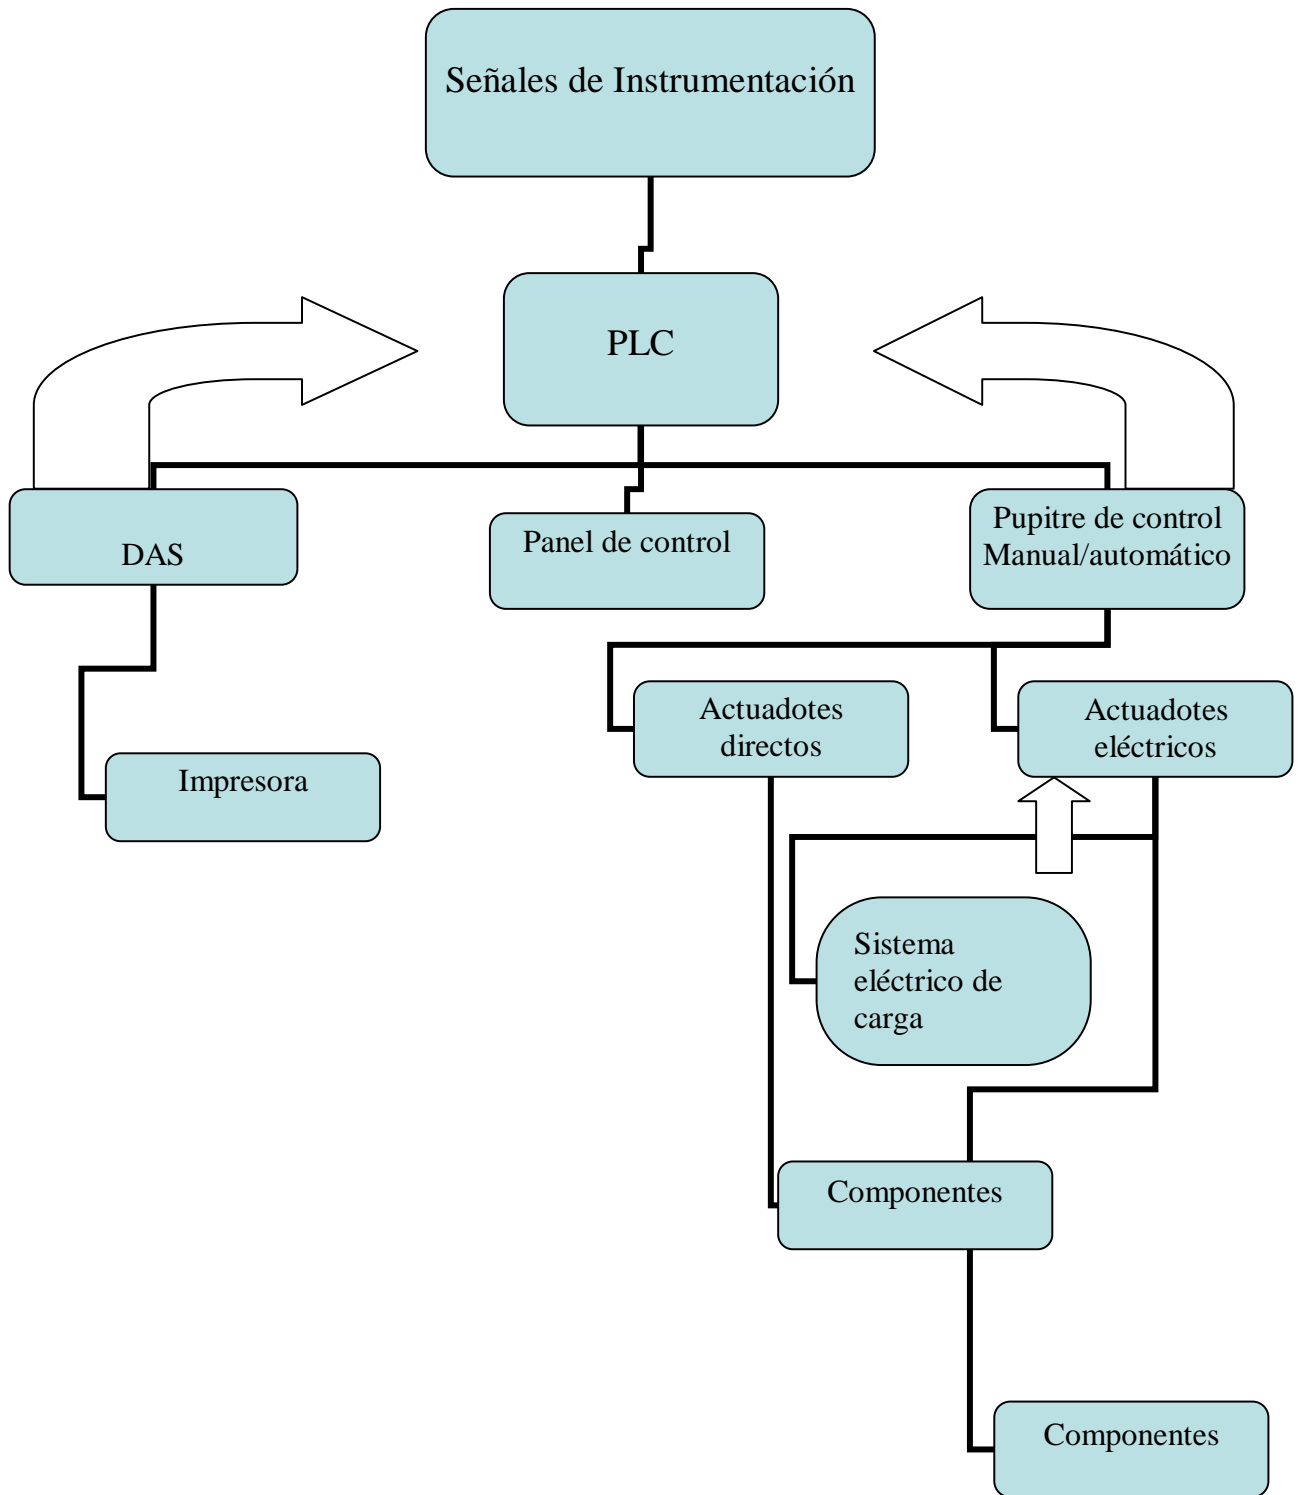 Señales de Instrumentación
PLC
DAS
Panel de control
Pupitre de control
Manual/automático
Actuadotes
directos
Actuadotes
eléctricos
Impresora
Sistema
eléctrico de
carga
Componentes
Componentes